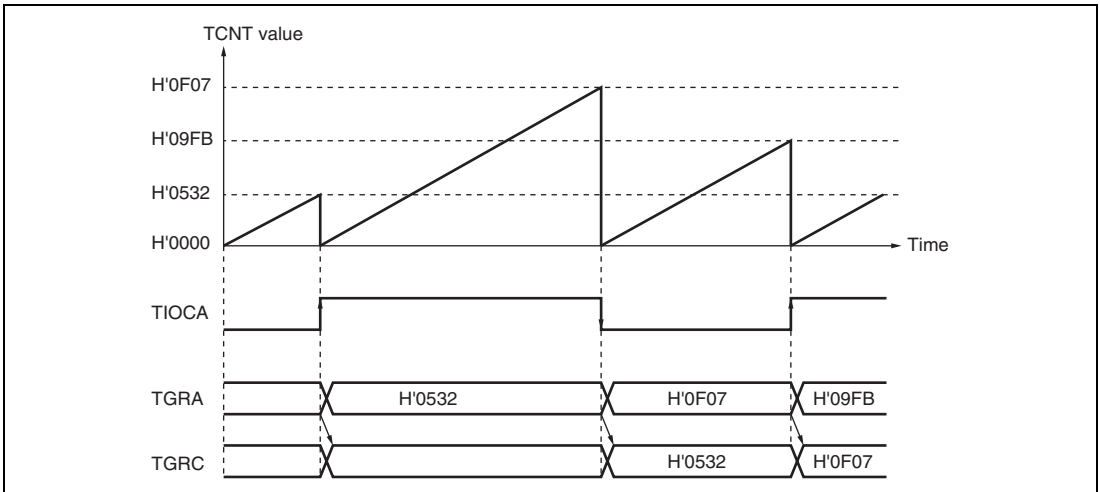 TCNT value
H'0F07
H'09FB
H'0532
H'0000
Time
TIOCA
TGRA
H'0532
H'0F07
H'09FB
TGRC
H'0532
H'0F07